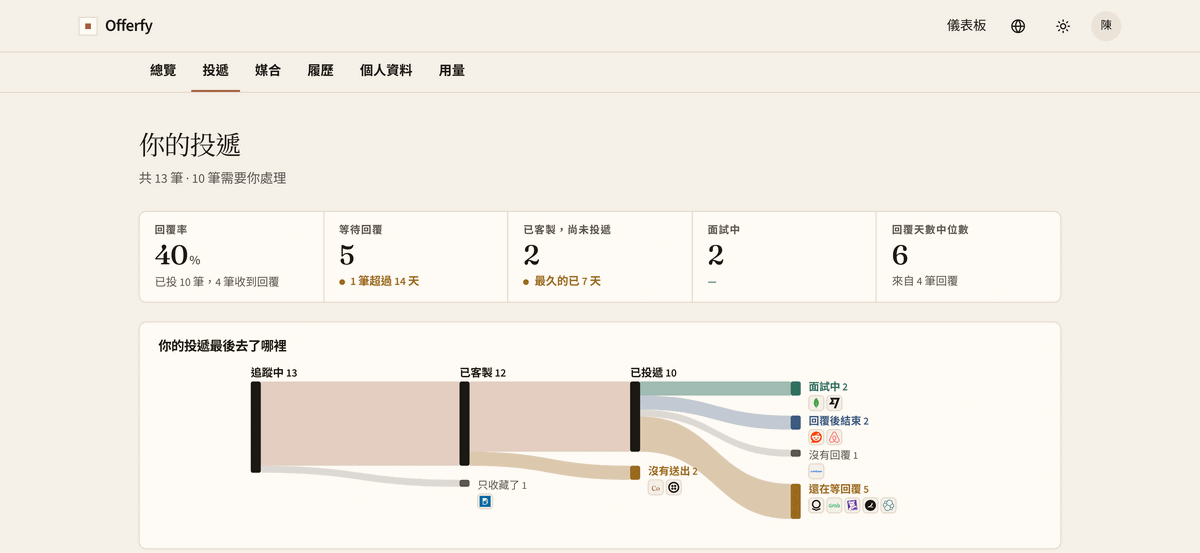 Offerfy
儀表板
陳
總覽 投遞 媒合 履歷 個人資料 用量
你的投遞
共 13 筆 · 10 筆需要你處理
回覆率
40%
已投 10 筆，4 筆收到回覆
等待回覆
5
1 筆超過 14 天
已客製，尚未投遞
2
最久的已 7 天
面試中
2
—
回覆天數中位數
6
來自 4 筆回覆
你的投遞最後去了哪裡
追蹤中 13
已客製 12
已投遞 10
面試中 2
回覆後結束 2
沒有回覆 1
沒有送出 2
Co
只收藏了 1
還在等回覆 5
Grab